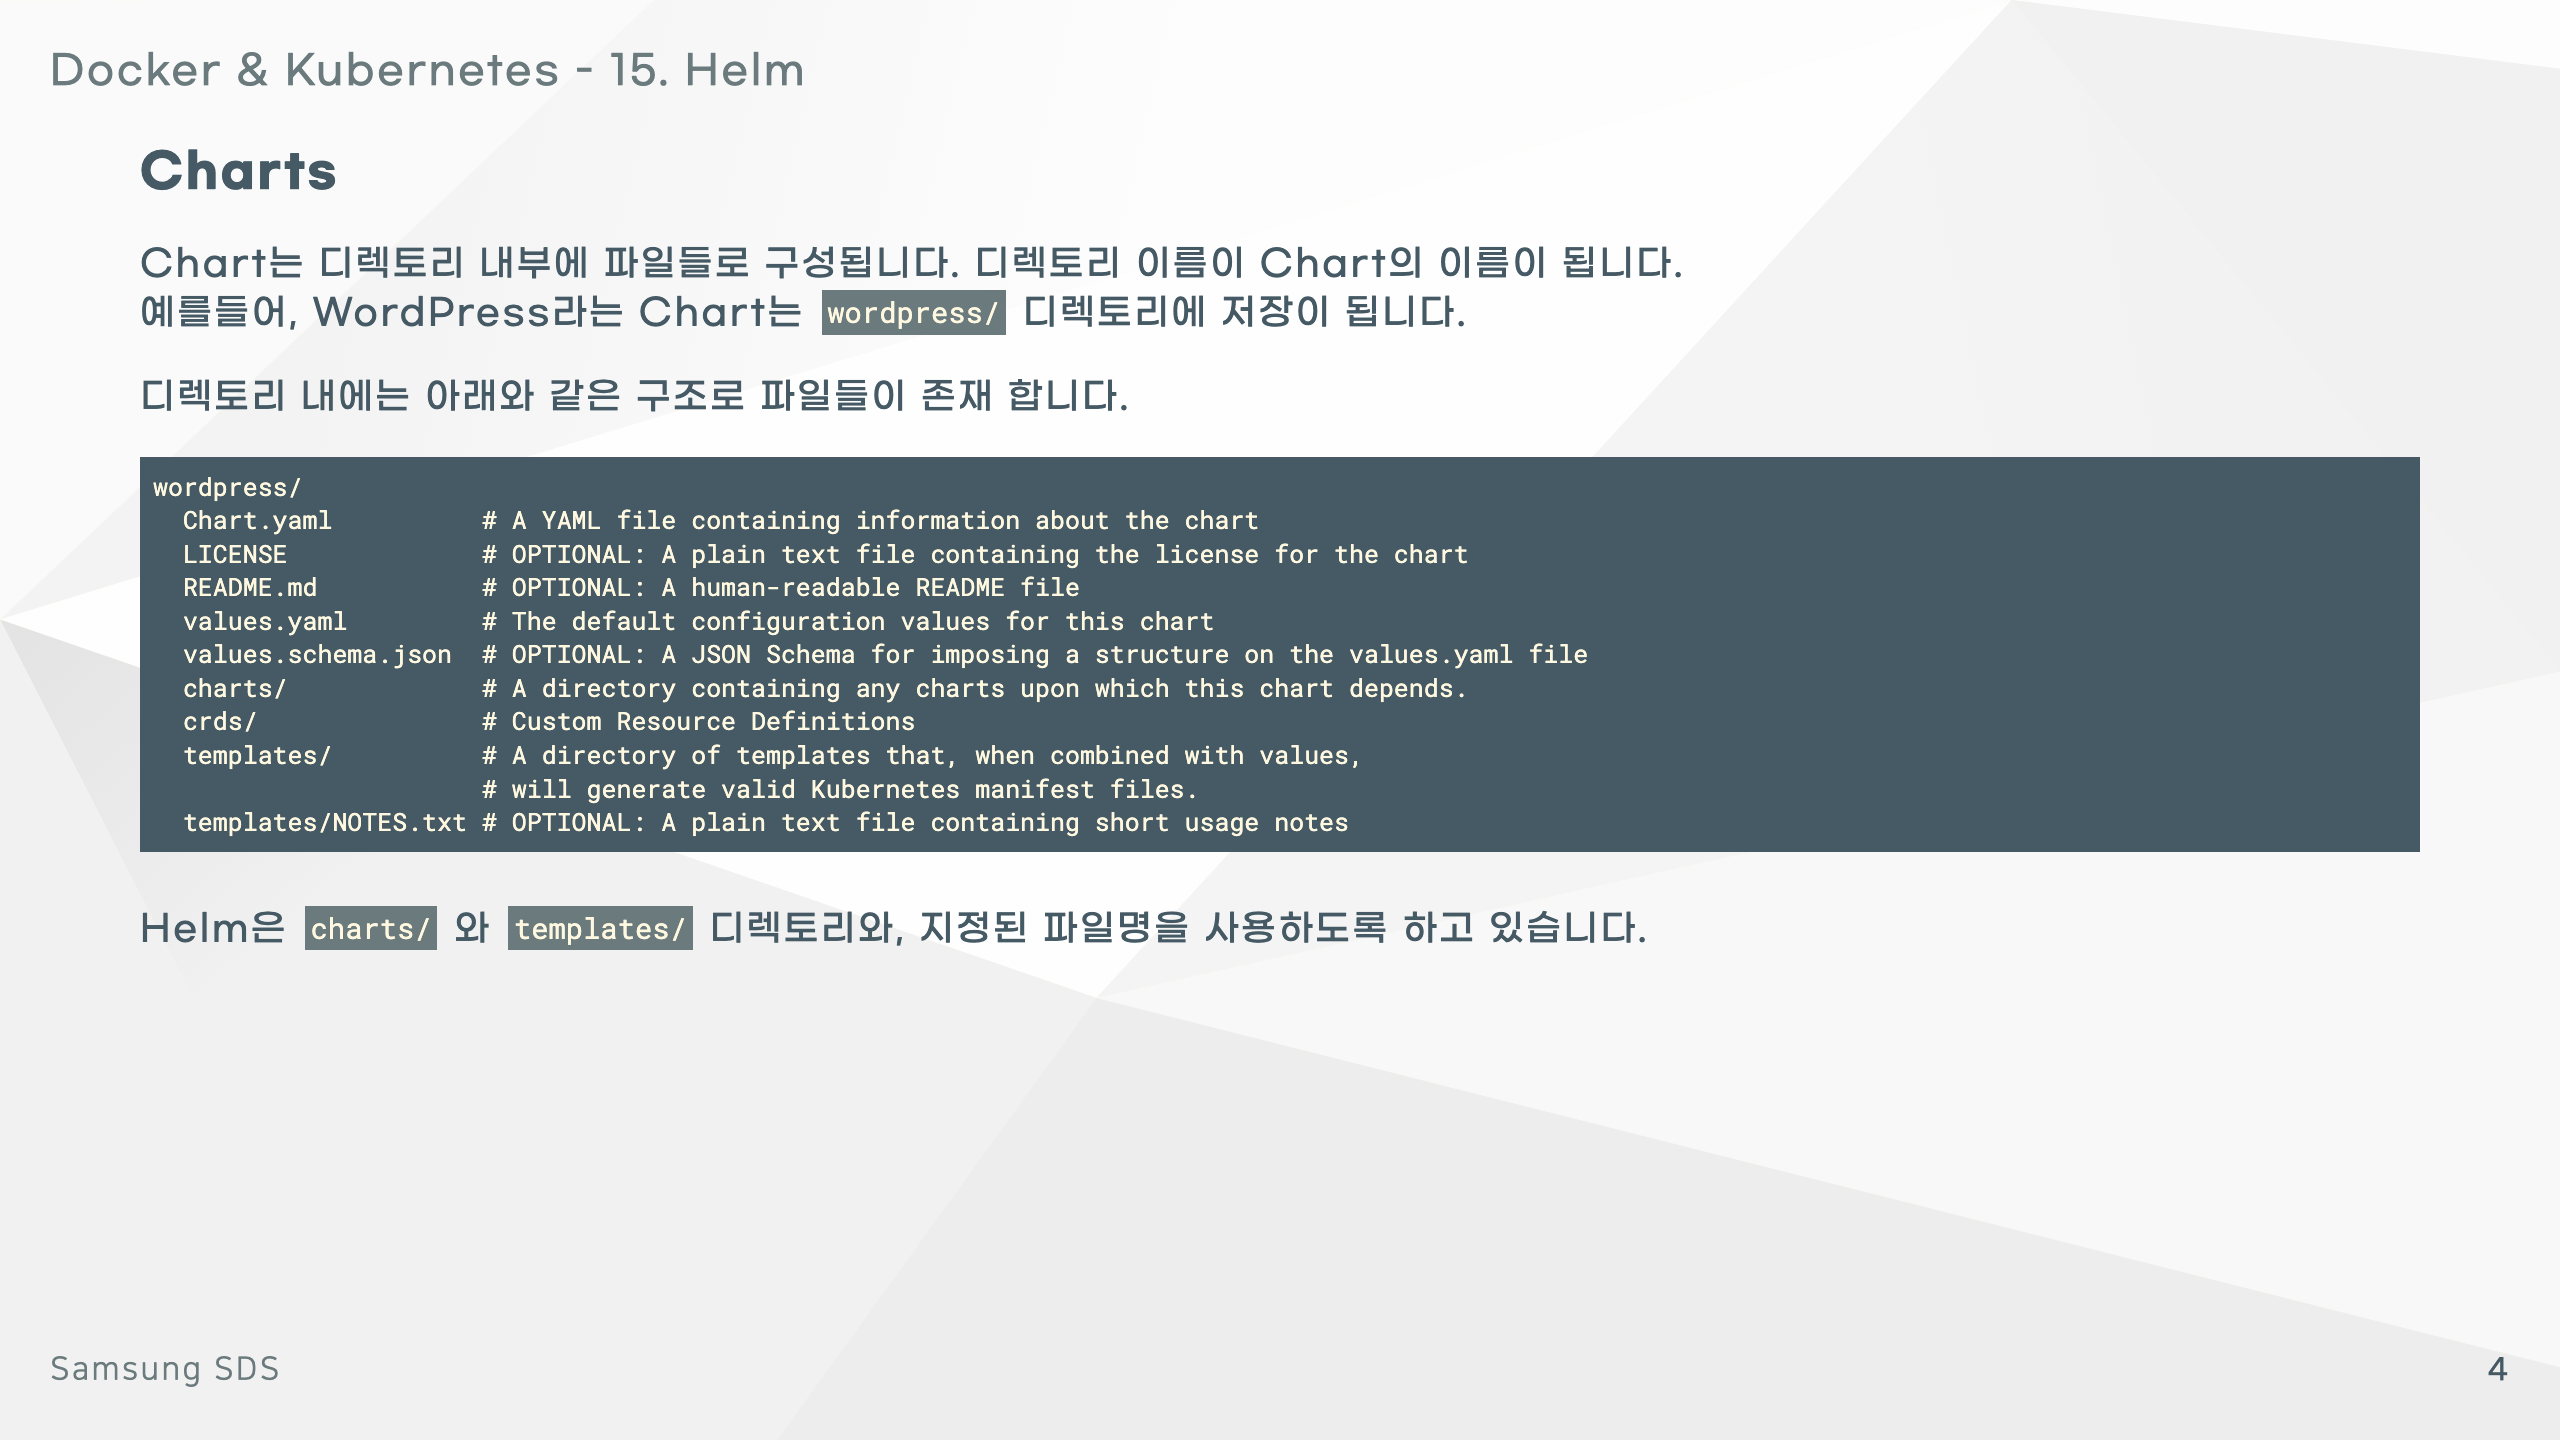 Docker & Kubernetes - 15. Helm
Charts
Chart는 디렉토리 내부에 파일들로 구성됩니다. 디렉토리 이름이 Chart의 이름이 됩니다.
예를들어, WordPress라는 Chart는 wordpress/ 디렉토리에 저장이 됩니다.
디렉토리 내에는 아래와 같은 구조로 파일들이 존재 합니다.
wordpress/
  Chart.yaml          # A YAML file containing information about the chart
  LICENSE             # OPTIONAL: A plain text file containing the license for the chart
  README.md           # OPTIONAL: A human-readable README file
  values.yaml         # The default configuration values for this chart
  values.schema.json  # OPTIONAL: A JSON Schema for imposing a structure on the values.yaml file
  charts/             # A directory containing any charts upon which this chart depends.
  crds/               # Custom Resource Definitions
  templates/          # A directory of templates that, when combined with values,
                      # will generate valid Kubernetes manifest files.
  templates/NOTES.txt # OPTIONAL: A plain text file containing short usage notes
Helm은 charts/ 와 templates/ 디렉토리와, 지정된 파일명을 사용하도록 하고 있습니다.
Samsung SDS
4